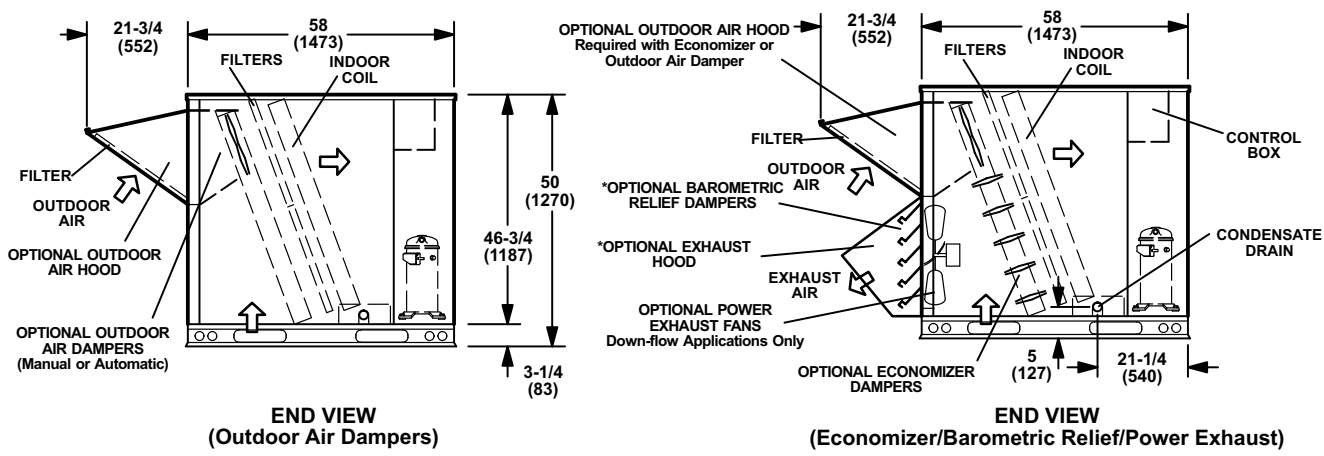 21-3/4
(552)
58
(1473)
FILTERS
INDOOR
COIL
FILTER
OUTDOOR
AIR
OPTIONAL OUTDOOR
AIR HOOD
OPTIONAL OUTDOOR
AIR DAMPERS
(Manual or Automatic)
46-3/4
(1187)
50
(1270)
3-1/4
(83)
END VIEW
(Outdoor Air Dampers)
OPTIONAL OUTDOOR AIR HOOD
Required with Economizer or
Outdoor Air Damper
21-3/4
(552)
58
(1473)
FILTERS
INDOOR
COIL
FILTER
OUTDOOR
AIR
*OPTIONAL BAROMETRIC
RELIEF DAMPERS
*OPTIONAL EXHAUST
HOOD
EXHAUST
AIR
OPTIONAL POWER
EXHAUST FANS
Down-flow Applications Only
OPTIONAL ECONOMIZER
DAMPERS
CONTROL
BOX
CONDENSATE
DRAIN
5
(127)
21-1/4
(540)
END VIEW
(Economizer/Barometric Relief/Power Exhaust)